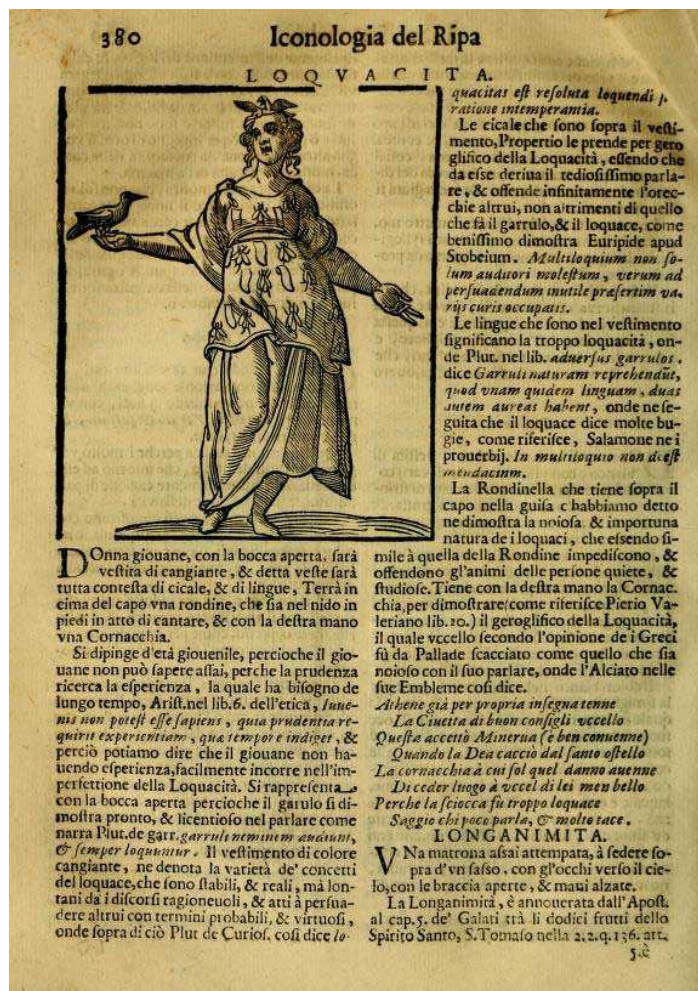 380 Iconologia del Ripa
LOQVACITA.
DOnna giouane, con la bocca aperta, sarà
vestita di cangiante, & detta veste sarà
tutta contesta di cicale, & di lingue, Terrà in
cima del capo vna rondine, che sia nel nido in
piedi in atto di cantare, & con la destra mano
vna Cornacchia.
Si dipinge d'età giouenile, percioche il gio-
uane non può sapere assai, perche la prudenza
ricerca la esperienza, la quale ha bisogno de
lungo tempo, Arist.nel lib.6. dell'etica, Iuue-
nis non potest esse sapiens, quia prudentia re-
quirit experientiam, quæ tempore indiget, &
perciò potiamo dire che il giouane non ha-
uendo esperienza, facilmente incorre nell'im-
perfettione della Loquacità. Si rappresenta
con la bocca aperta percioche il garulo si di-
mostra pronto, & licentioso nel parlare come
narra Plut.de garr. garruli neminem audiunt,
& semper loquuntur. Il vestimento di colore
cangiante, ne denota la varietà de' concetti
del loquace, che sono stabili, & reali, mà lon-
tani da i discorsi ragioneuoli, & atti à persua-
dere altrui con termini probabili, & virtuosi,
onde sopra di ciò Plut de Curios. così dice lo-
quacitas est resoluta loquendi
ratione intemperantia.
Le cicale che sono sopra il vesti-
mento, Propertio le prende per gero
glifico della Loquacità, essendo che
da esse deriua il tediosissimo parla-
re, & offende infinitamente l'orec-
chie altrui, non altrimenti di quello
che fà il garrulo, & il loquace, come
benissimo dimostra Euripide apud
Stobeium. Multiloquium non so-
lum auditori molestum, verum ad
persuadendum inutile præsertim va-
rijs curis occupatis.
Le lingue che sono nel vestimento
significano la troppo loquacità, on-
de Plut. nel lib. aduersus garrulos.
dice Garruli naturam reprehendũt,
quod vnam quidem linguam, duas
autem aureas habent, onde ne se-
guita che il loquace dice molte bu-
gie, come riferisce, Salamone ne i
prouerbij. In multiloquio non deest
mendacium.
La Rondinella che tiene sopra il
capo nella guisa c habbiamo detto
ne dimostra la noiosa & importuna
natura de i loquaci, che essendo si-
mile à quella della Rondine impediscono, &
offendono gl'animi delle persone quiete, &
studiose. Tiene con la destra mano la Cornac.
chia, per dimostrare (come riferisce Pierio Va-
leriano lib. 20.) il geroglifico della Loquacità,
il quale vccello secondo l'opinione de i Greci
fù da Pallade scacciato come quello che sia
noioso con il suo parlare, onde l'Alciato nelle
sue Embleme così dice.
Athene già per propria insegna tenne
La Ciuetta di buon consigli vccello
Questa accettò Minerua (e ben conuenne)
Quando la Dea cacciò dal santo ostello
La cornacchia à cui sol quel danno auenne
Di ceder luogo à vccel di lei men bello
Perche la sciocca fu troppo loquace
Saggio chi poco parla, & molto tace.
LONGANIMITA.
VNa matrona assai attempata, à sedere so-
pra d'vn sasso, con gl'occhi verso il cie-
lo, con le braccia aperte, & mani alzate.
La Longanimità, è annouerata dall'Apost.
al cap.5. de' Galati trà li dodici frutti dello
Spirito Santo, S.Tomaso nella 2.2.q.136. art.
5.è